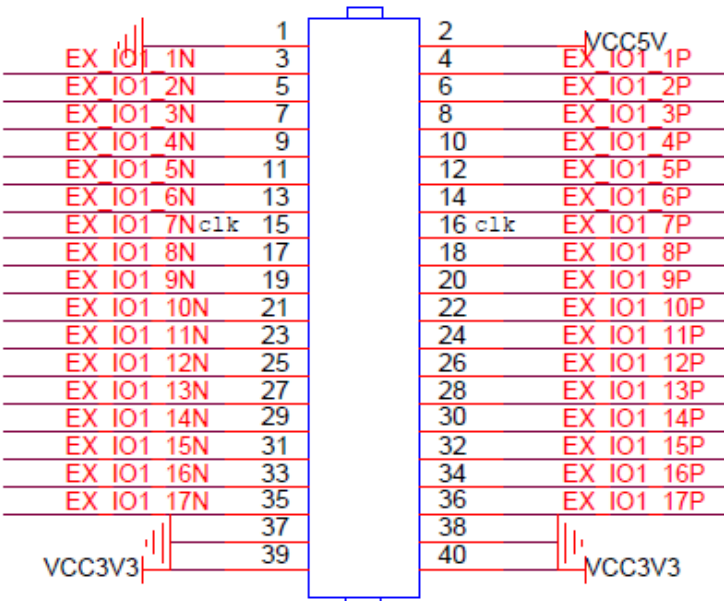 1 2 VCC5V
EX_IO1_1N 3 4 EX_IO1_1P
EX_IO1_2N 5 6 EX_IO1_2P
EX_IO1_3N 7 8 EX_IO1_3P
EX_IO1_4N 9 10 EX_IO1_4P
EX_IO1_5N 11 12 EX_IO1_5P
EX_IO1_6N 13 14 EX_IO1_6P
EX_IO1_7N clk 15 16 clk EX_IO1_7P
EX_IO1_8N 17 18 EX_IO1_8P
EX_IO1_9N 19 20 EX_IO1_9P
EX_IO1_10N 21 22 EX_IO1_10P
EX_IO1_11N 23 24 EX_IO1_11P
EX_IO1_12N 25 26 EX_IO1_12P
EX_IO1_13N 27 28 EX_IO1_13P
EX_IO1_14N 29 30 EX_IO1_14P
EX_IO1_15N 31 32 EX_IO1_15P
EX_IO1_16N 33 34 EX_IO1_16P
EX_IO1_17N 35 36 EX_IO1_17P
37 38
VCC3V3 39 40 VCC3V3